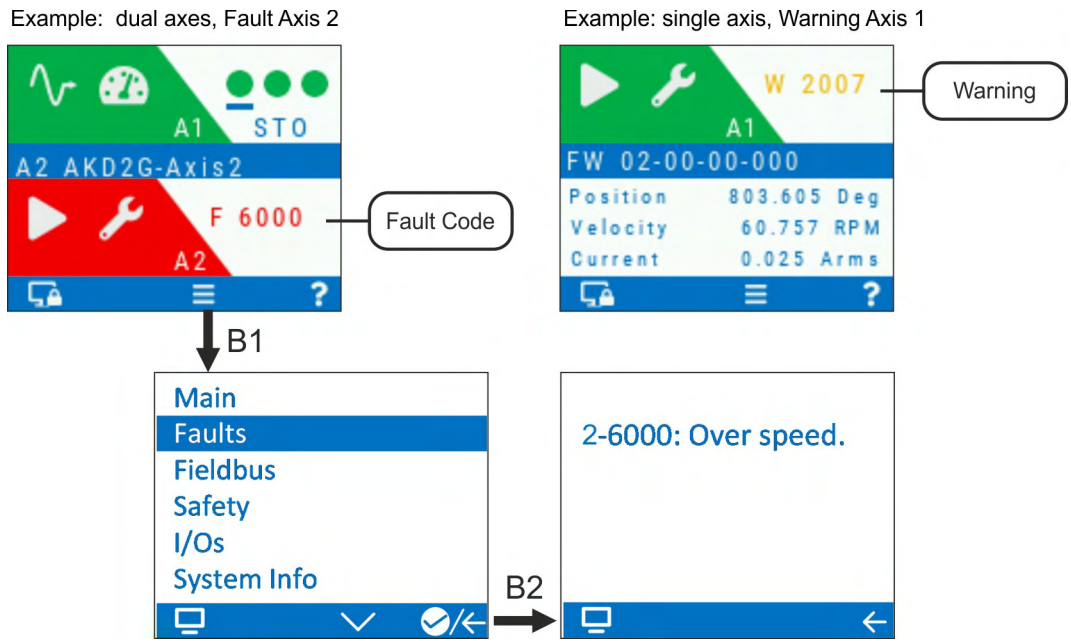 Example: dual axes, Fault Axis 2
A1 STO
A2 AKD2G-Axis2
F 6000
A2
?
Fault Code
Example: single axis, Warning Axis 1
W 2007
A1
FW 02-00-00-000
Position 803.605 Deg
Velocity 60.757 RPM
Current 0.025 Arms
?
Warning
B1
Main
Faults
Fieldbus
Safety
I/Os
System Info
/
B2
2-6000: Over speed.